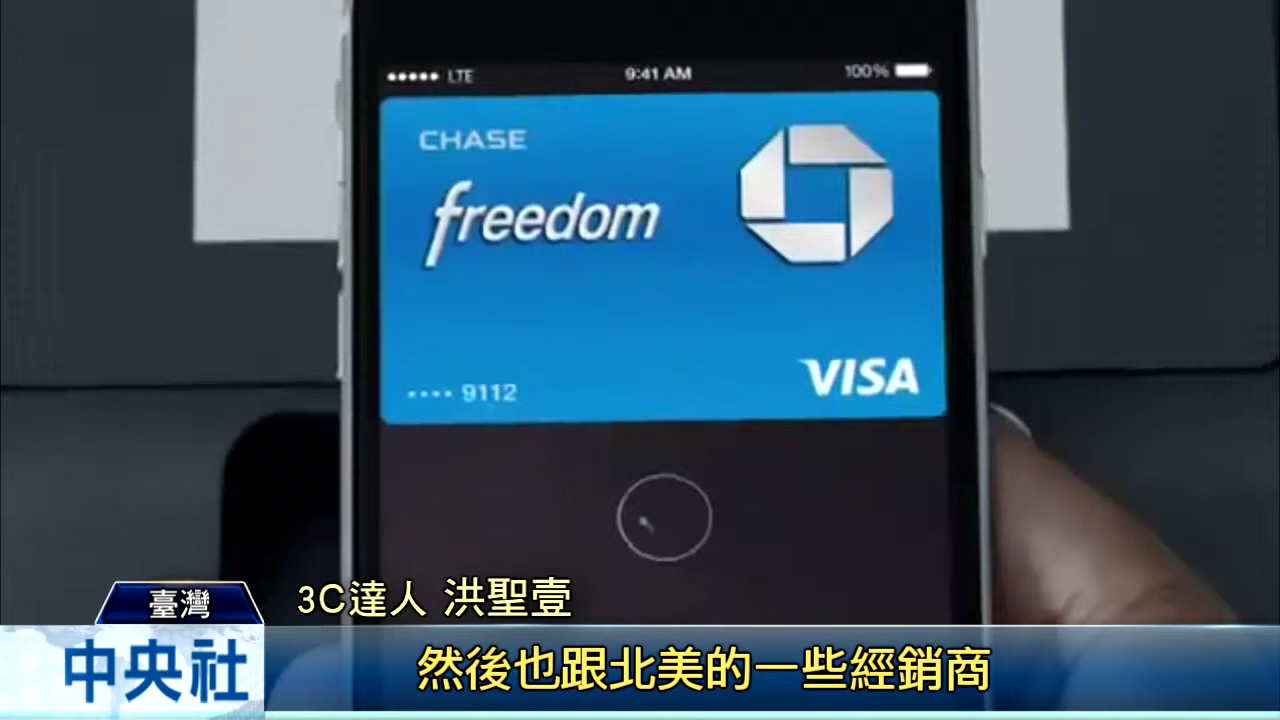 ●●●●● LTE 9:41 AM 100%
CHASE
freedom
•••• 9112 VISA
臺灣 3C達人 洪聖壹
中央社 然後也跟北美的一些經銷商